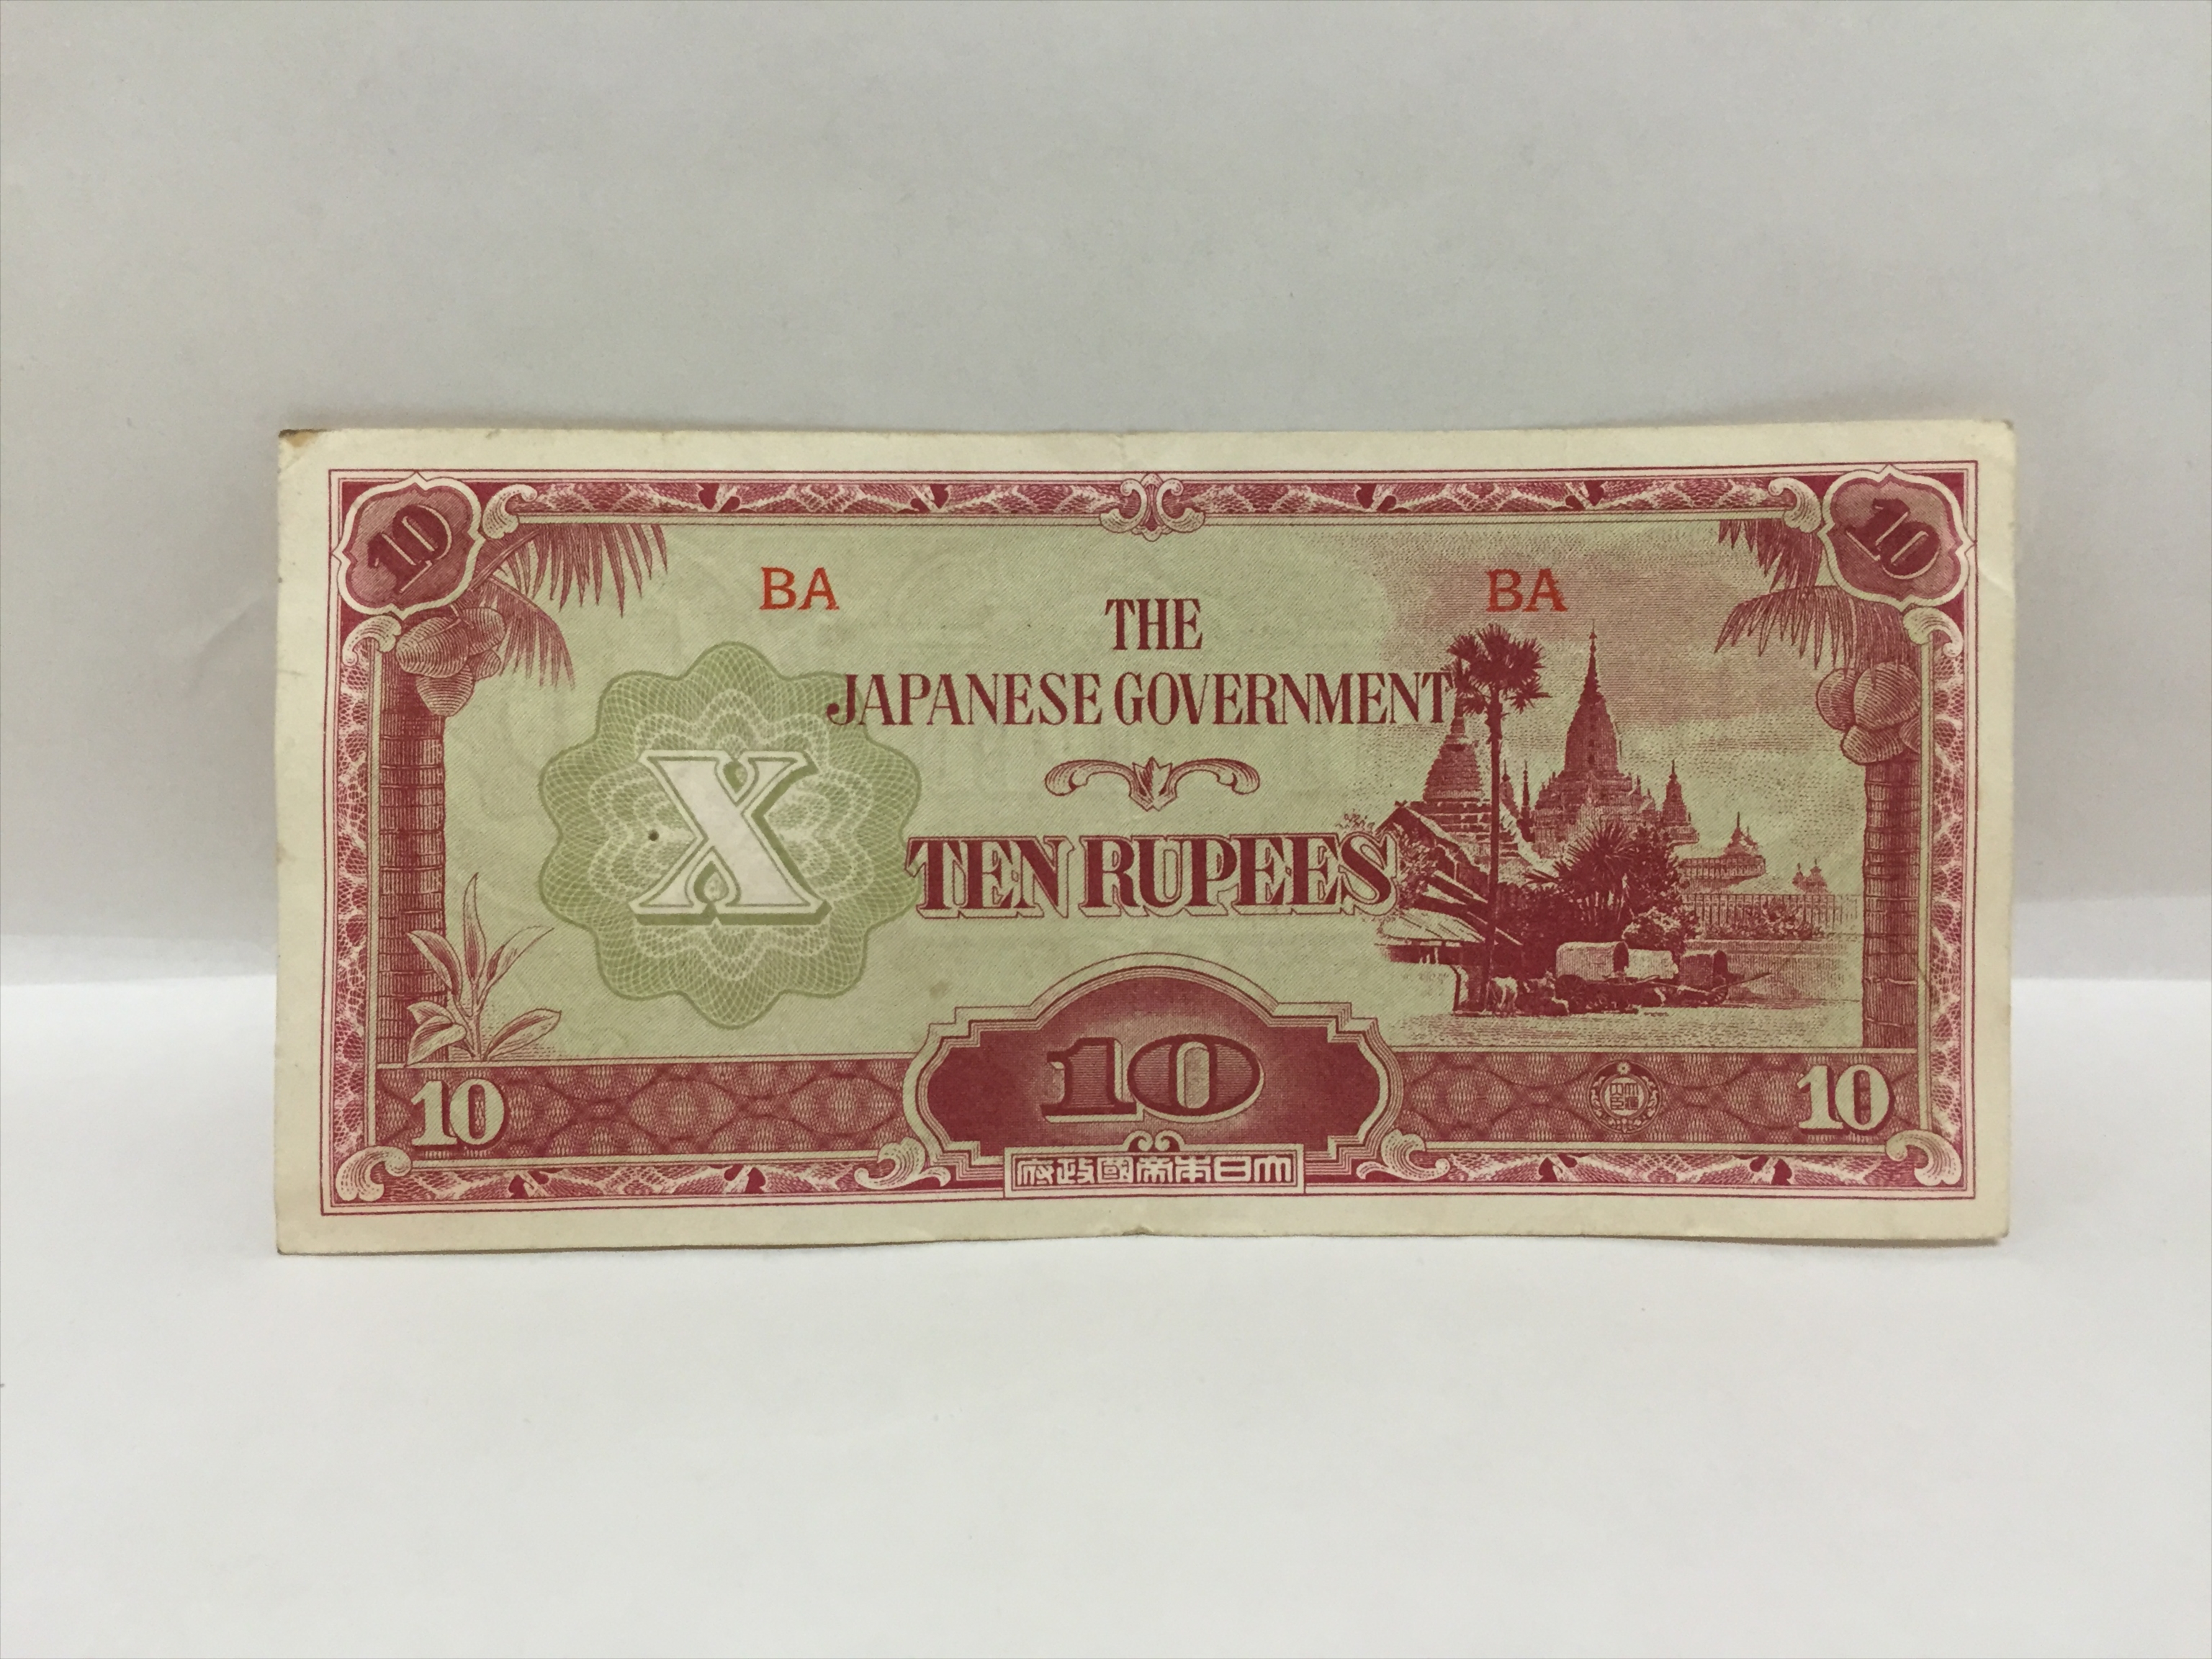 10 10
BA BA
THE
JAPANESE GOVERNMENT
X
TEN RUPEES
10 10 10
府政國帝本日大